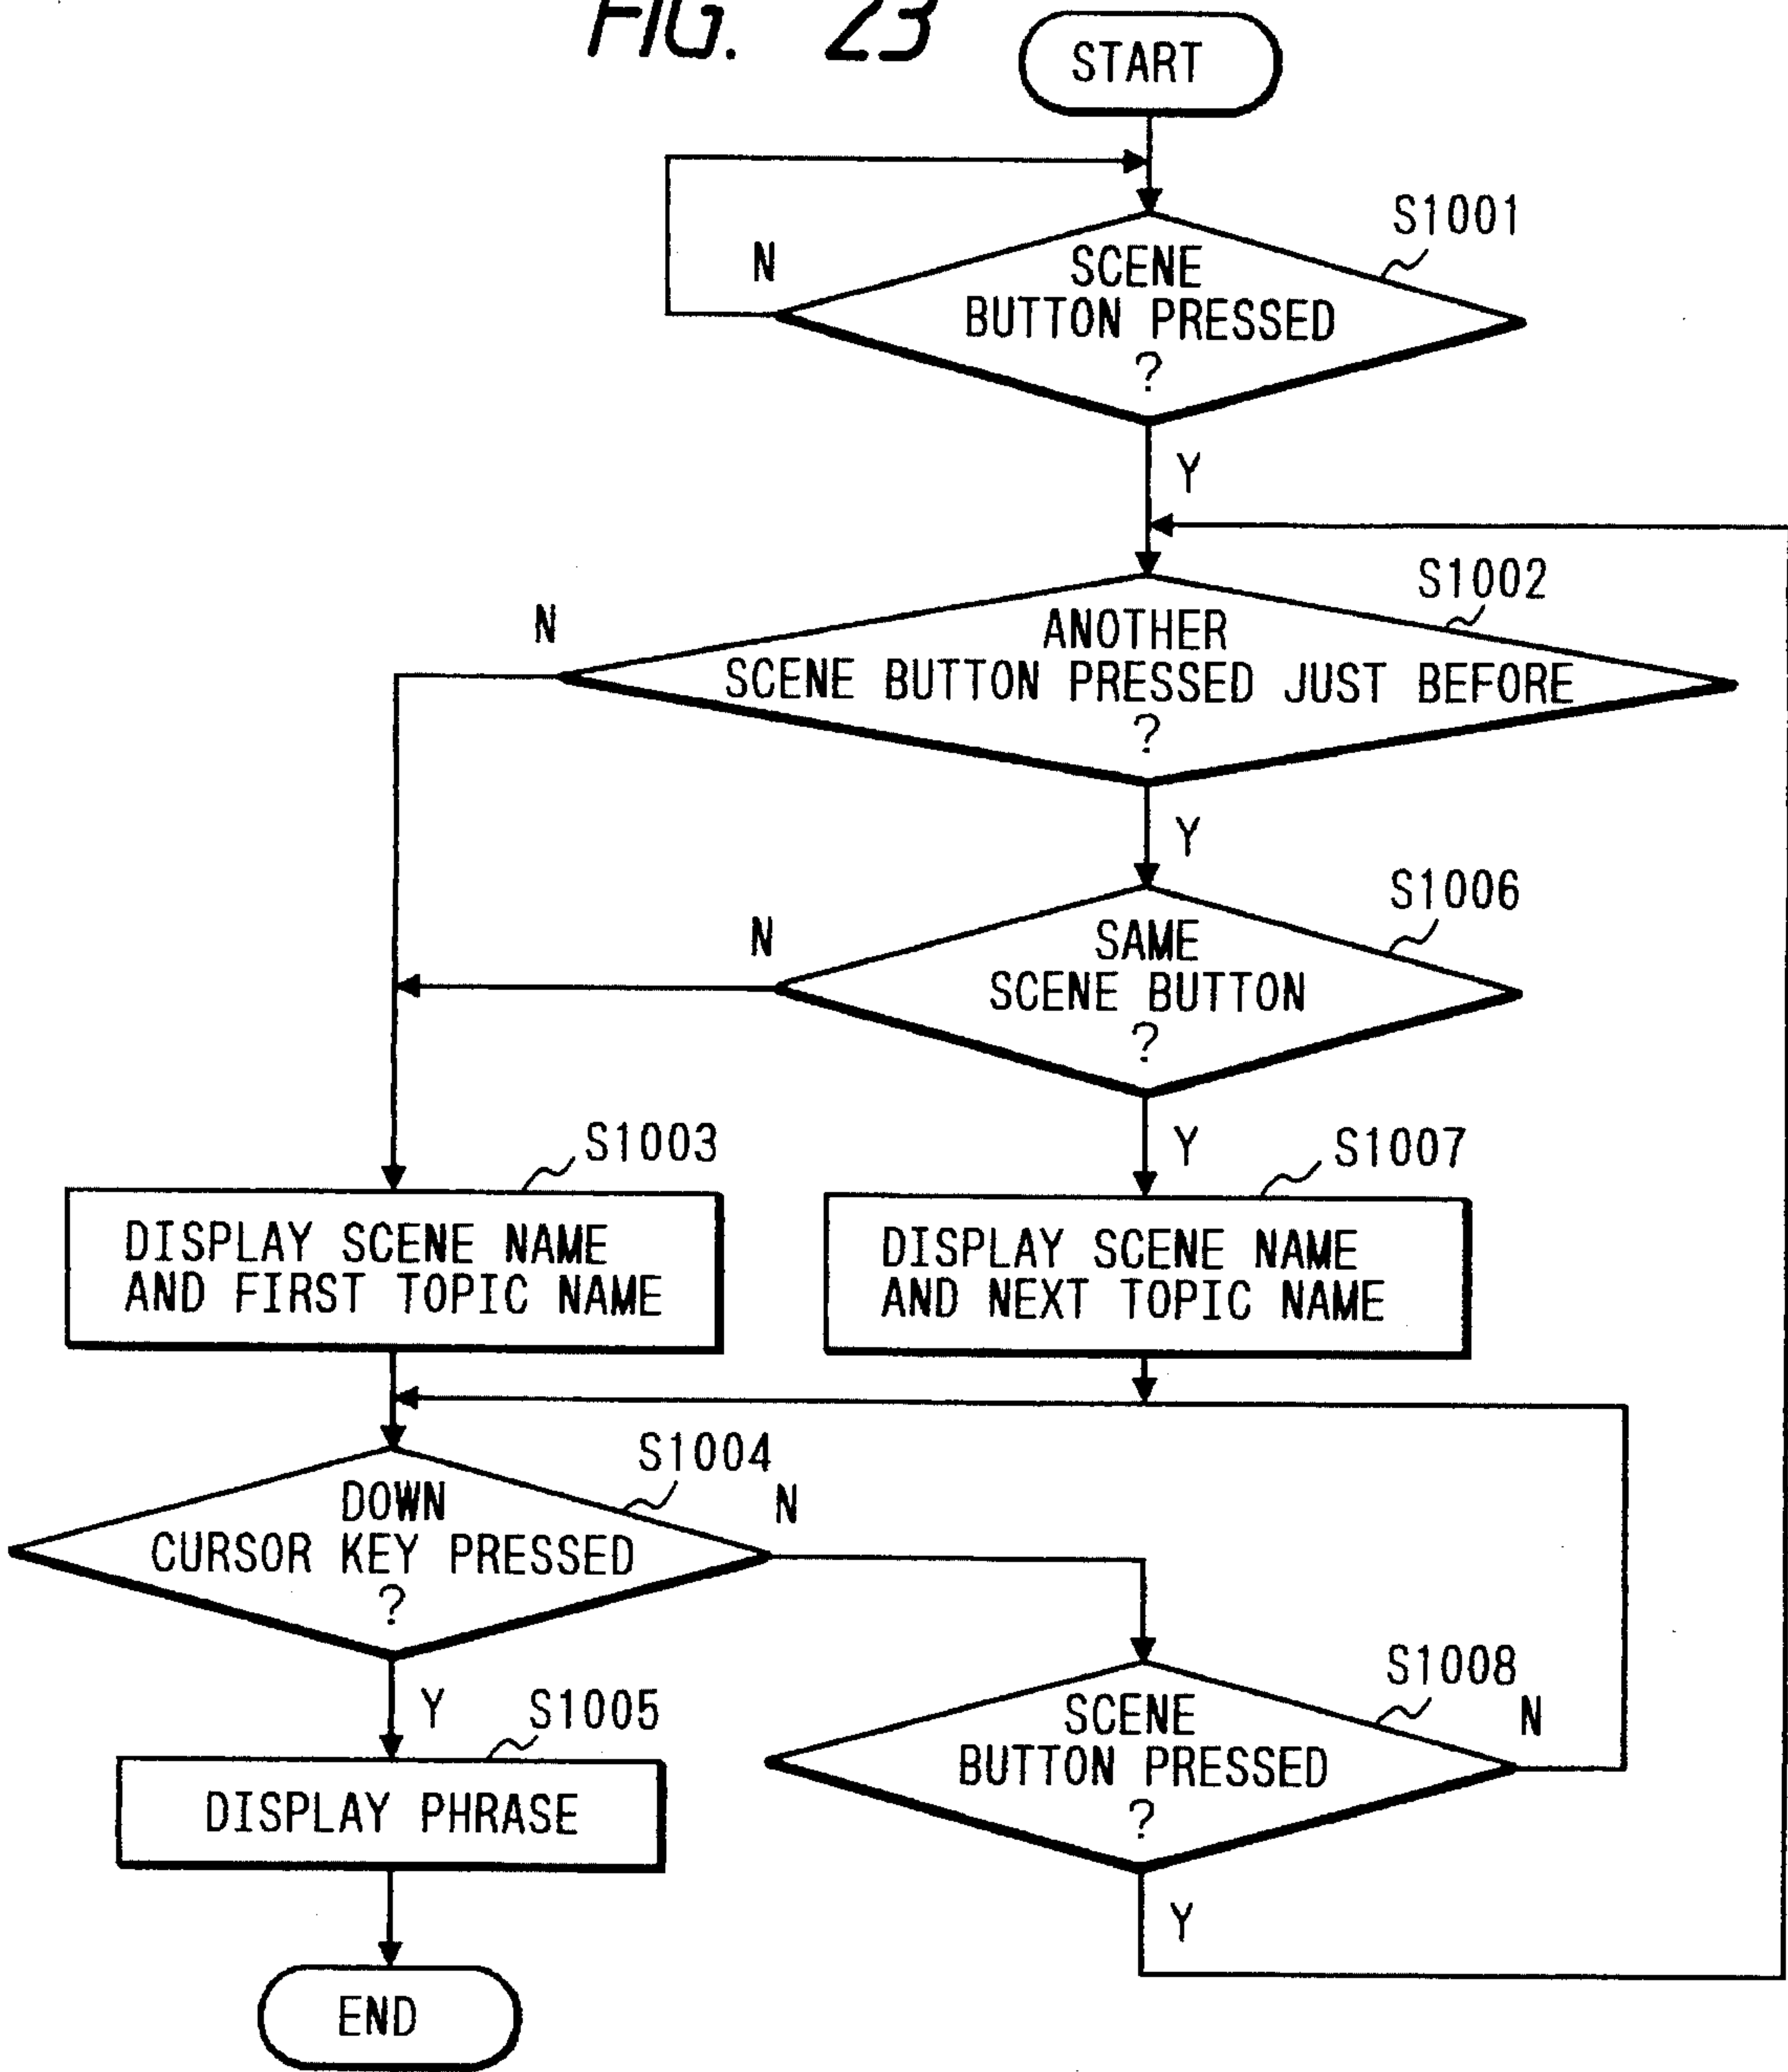 FIG. 23
START
S1001
N
SCENE
BUTTON PRESSED
?
Y
S1002
N
ANOTHER
SCENE BUTTON PRESSED JUST BEFORE
?
Y
S1006
N
SAME
SCENE BUTTON
?
Y
S1003
S1007
DISPLAY SCENE NAME
AND FIRST TOPIC NAME
DISPLAY SCENE NAME
AND NEXT TOPIC NAME
S1004
N
DOWN
CURSOR KEY PRESSED
?
Y
S1008
N
SCENE
BUTTON PRESSED
?
Y
S1005
DISPLAY PHRASE
END